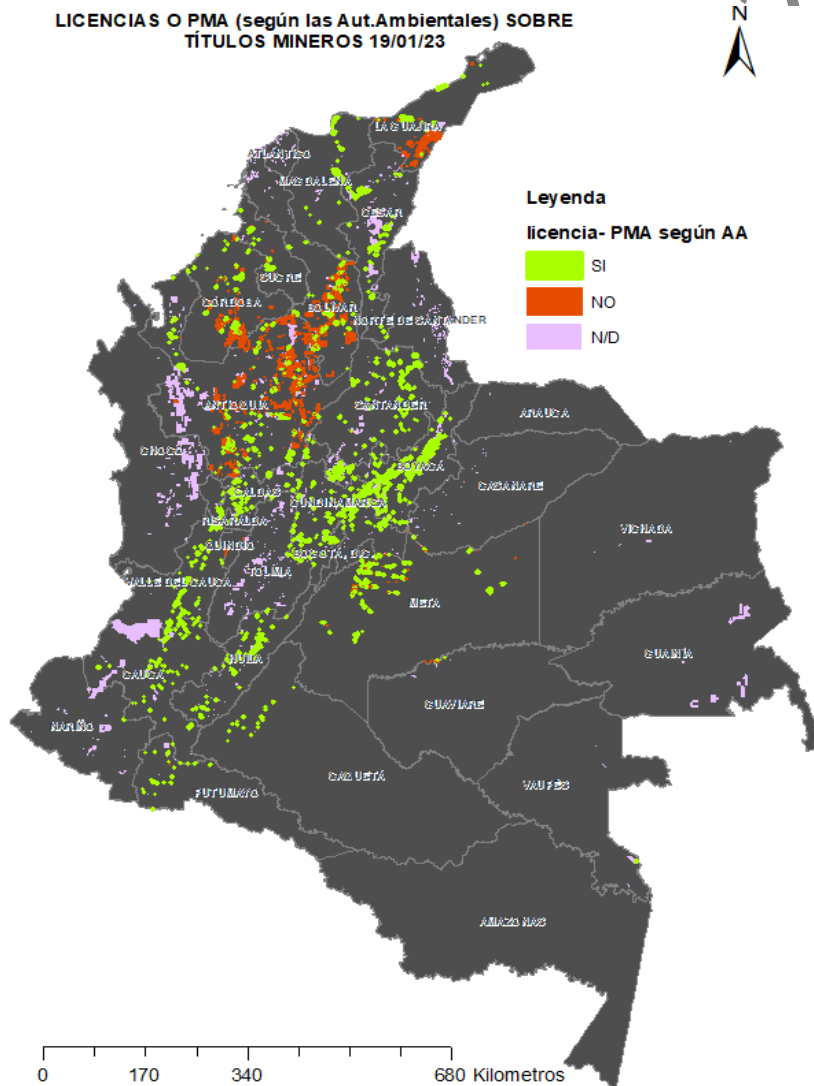 LICENCIAS O PMA (según las Aut.Ambientales) SOBRE
TÍTULOS MINEROS 19/01/23
N
LA GUAJIRA
ATLÁNTICO
MAGDALENA
CESAR
Leyenda
licencia- PMA según AA
SI
NO
N/D
SUCRE
CÓRDOBA
BOLÍVAR
NORTE DE SANTANDER
ANTIOQUIA
SANTANDER
ARAUCA
CHOCÓ
BOYACÁ
CASANARE
CALDAS
CUNDINAMARCA
RISARALDA
VICHADA
QUINDIO
BOGOTÁ, D.C.
TOLIMA
VALLE DEL CAUCA
META
HUILA
GUAINÍA
CAUCA
GUAVIARE
NARIÑO
CAQUETÁ
VAUPÉS
PUTUMAYO
AMAZONAS
0 170 340 680 Kilometros